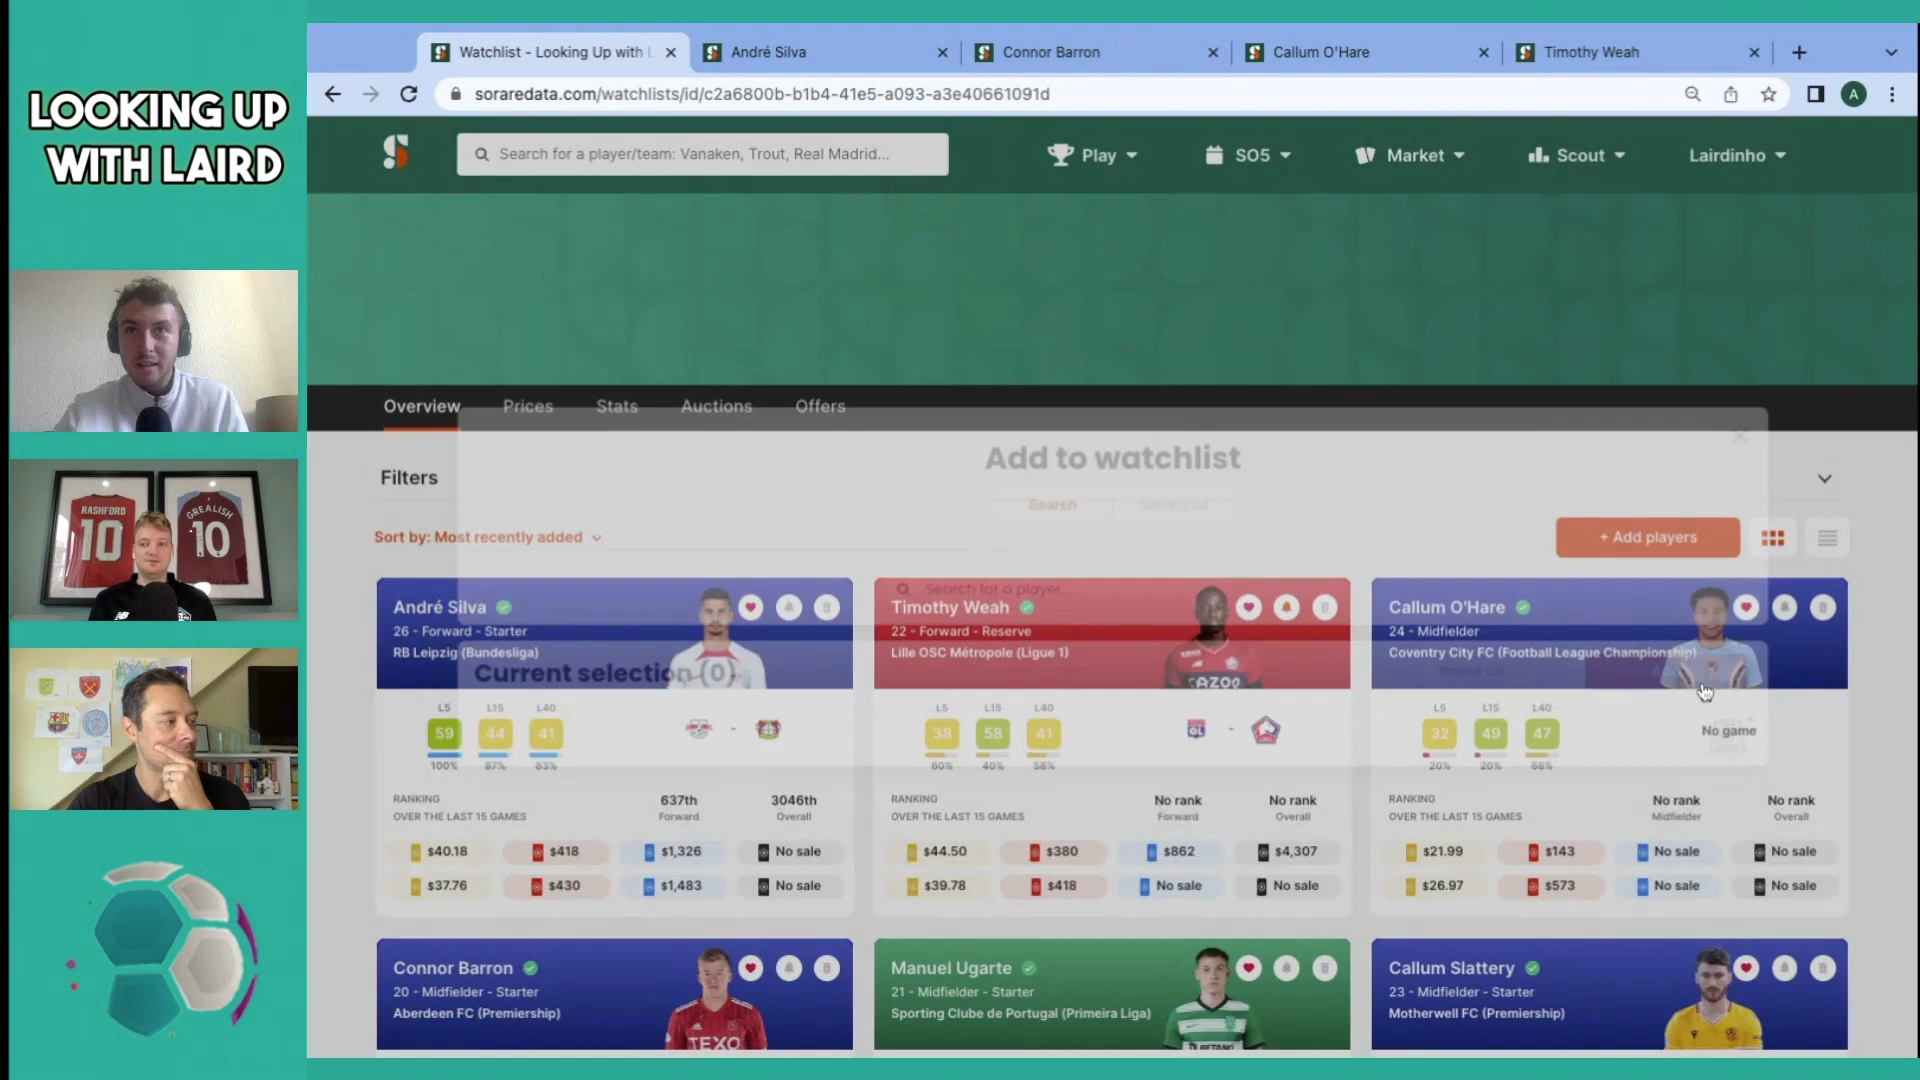 LOOKING UP
WITH LAIRD
RASHFORD
10
GREALISH
10
Watchlist - Looking Up with L
André Silva
Connor Barron
Callum O'Hare
Timothy Weah
soraredata.com/watchlists/id/c2a6800b-b1b4-41e5-a093-a3e40661091d
A
Search for a player/team: Vanaken, Trout, Real Madrid...
Play
SO5
Market
Scout
Lairdinho
Overview
Prices
Stats
Auctions
Offers
Add to watchlist
Filters
Search
Sort by: Most recently added
+ Add players
Search for a player...
Current selection (0)
André Silva
26 - Forward - Starter
RB Leipzig (Bundesliga)
L5 L15 L40
59 44 41
100% 87% 83%
-
RANKING
OVER THE LAST 15 GAMES
637th
Forward
3046th
Overall
$40.18 $418 $1,326 No sale
$37.76 $430 $1,483 No sale
Timothy Weah
22 - Forward - Reserve
Lille OSC Métropole (Ligue 1)
CAZOO
L5 L15 L40
38 58 41
60% 40% 58%
-
RANKING
OVER THE LAST 15 GAMES
No rank
Forward
No rank
Overall
$44.50 $380 $862 $4,307
$39.78 $418 No sale No sale
Callum O'Hare
24 - Midfielder
Coventry City FC (Football League Championship)
L5 L15 L40
32 49 47
20% 20% 68%
No game
RANKING
OVER THE LAST 15 GAMES
No rank
Midfielder
No rank
Overall
$21.99 $143 No sale No sale
$26.97 $573 No sale No sale
Connor Barron
20 - Midfielder - Starter
Aberdeen FC (Premiership)
TEXO
Manuel Ugarte
21 - Midfielder - Starter
Sporting Clube de Portugal (Primeira Liga)
BETANO
Callum Slattery
23 - Midfielder - Starter
Motherwell FC (Premiership)